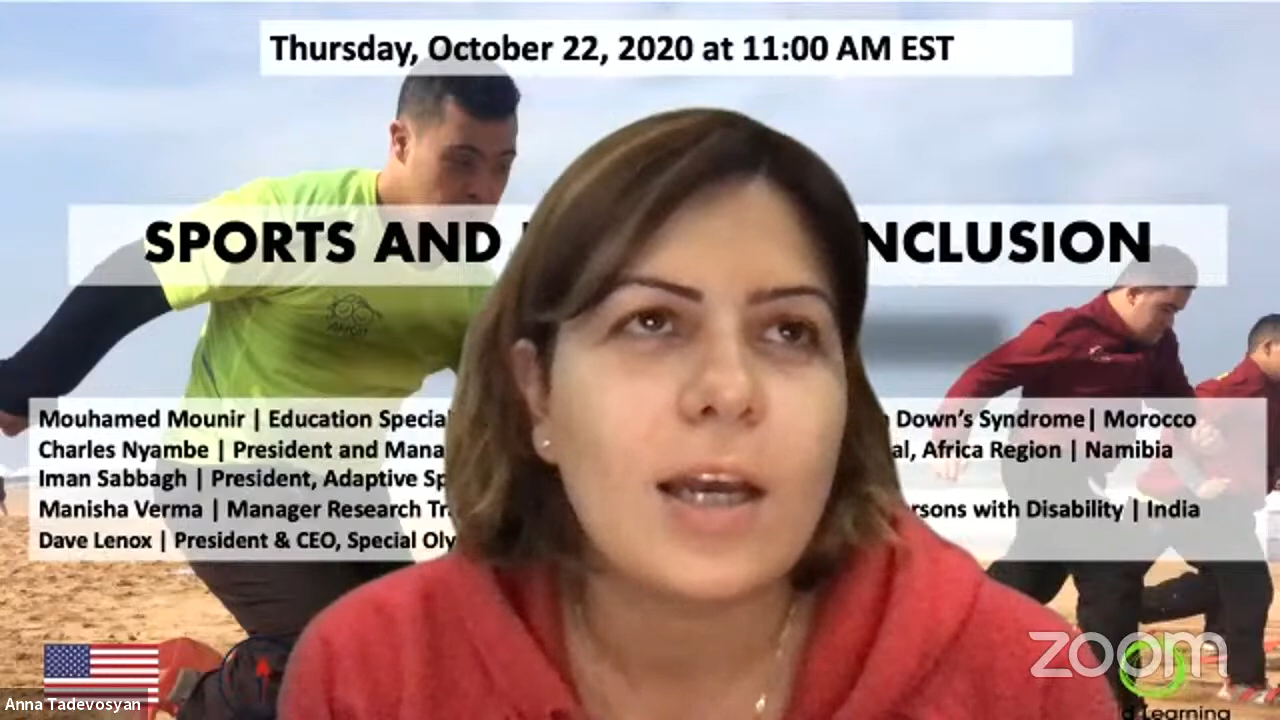 Thursday, October 22, 2020 at 11:00 AM EST
SPORTS AND NCLUSION
Mouhamed Mounir | Education Special Down's Syndrome| Morocco
Charles Nyambe | President and Mana al, Africa Region | Namibia
Iman Sabbagh | President, Adaptive Sp
Manisha Verma | Manager Research Tr rsons with Disability | India
Dave Lenox | President & CEO, Special Oly
zoom
Anna Tadevosyan
d Learning